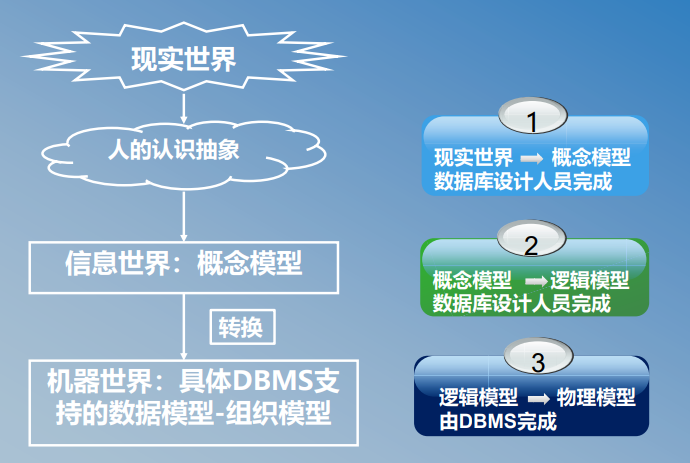 现实世界
人的认识抽象
信息世界：概念模型
转换
机器世界：具体DBMS支
持的数据模型-组织模型
1
现实世界 概念模型
数据库设计人员完成
2
概念模型 逻辑模型
数据库设计人员完成
3
逻辑模型 物理模型
由DBMS完成